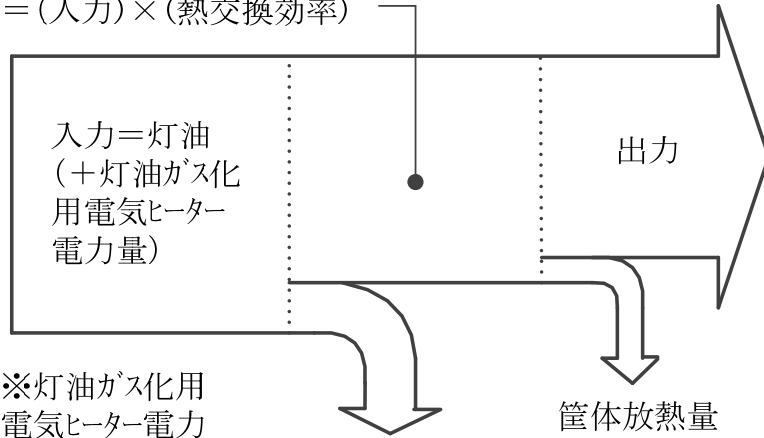 ＝(入力)×(熱交換効率)
入力＝灯油
(＋灯油ガス化
用電気ヒーター
電力量)
出力
※灯油ガス化用
電気ヒーター電力
筐体放熱量